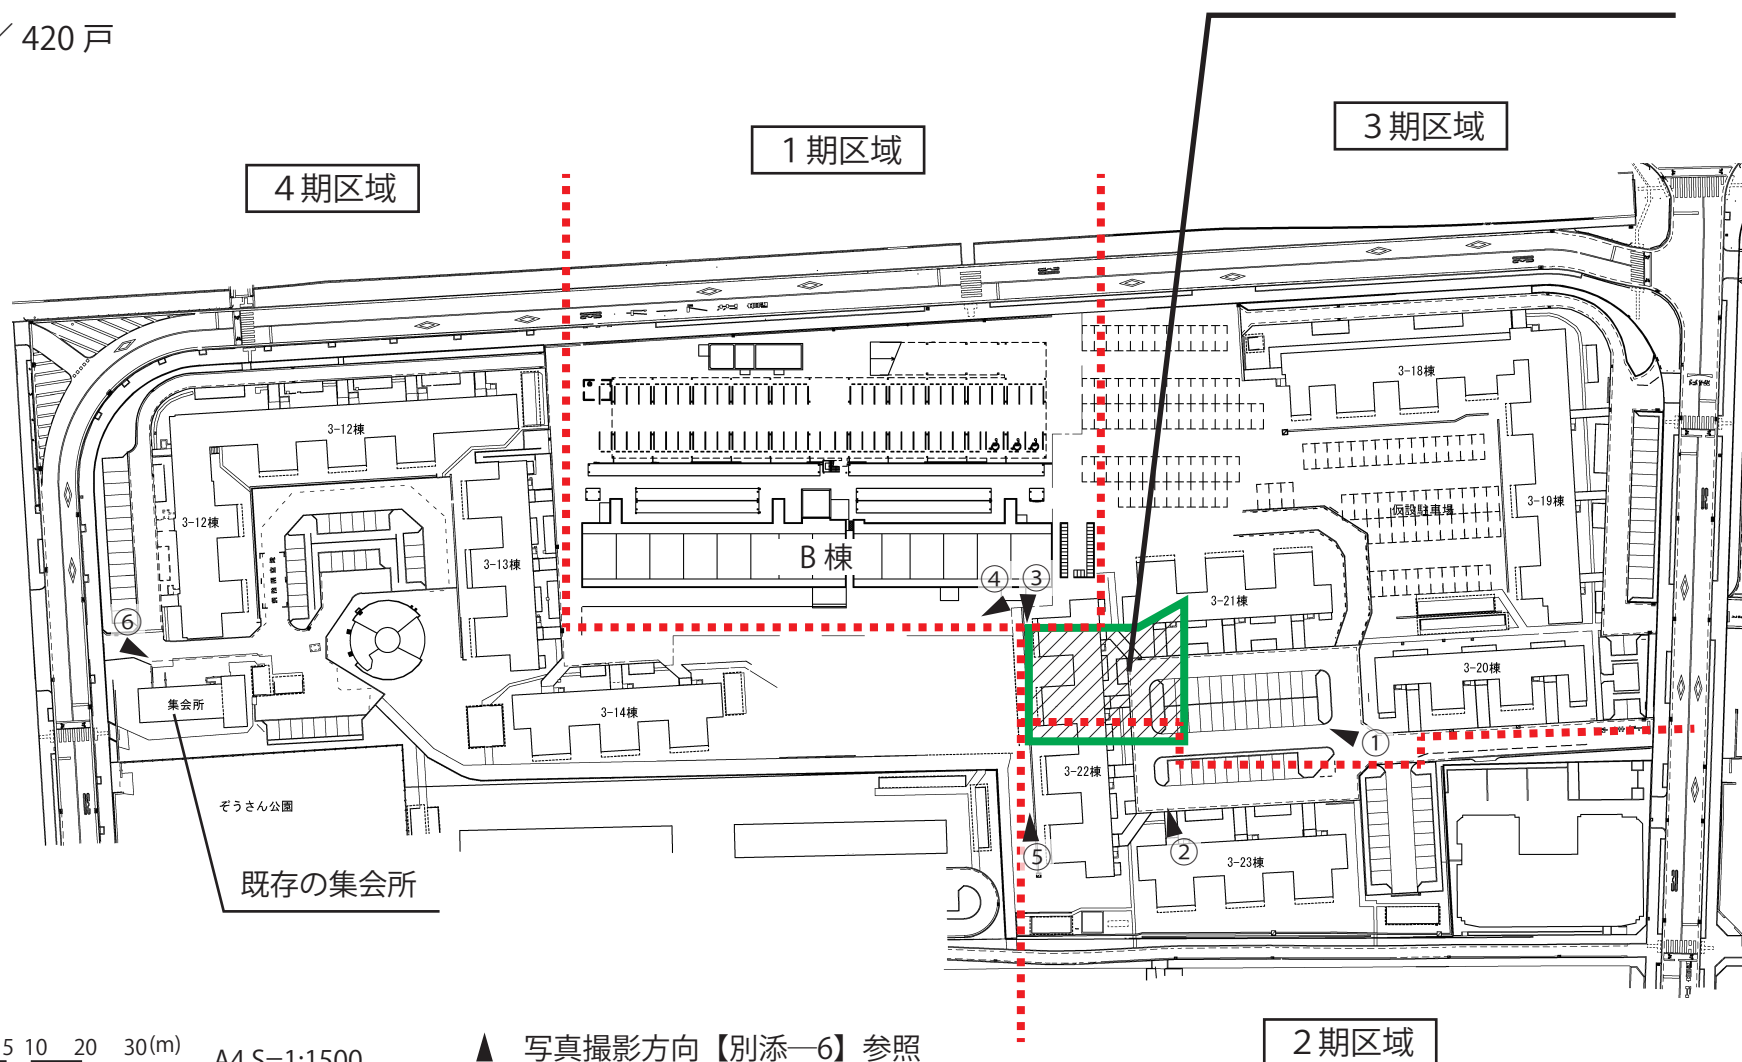 ／ 420 戸
３期区域
１期区域
４期区域
3-18棟
3-12棟
3-19棟
仮設駐車場
3-12棟
B 棟
3-13棟
④
③
3-21棟
⑥
3-20棟
集会所
3-14棟
①
3-22棟
ぞうさん公園
⑤
②
3-23棟
既存の集会所
5 10 20 30(m)
A4 S=1:1500
▲ 写真撮影方向【別添―6】参照
２期区域